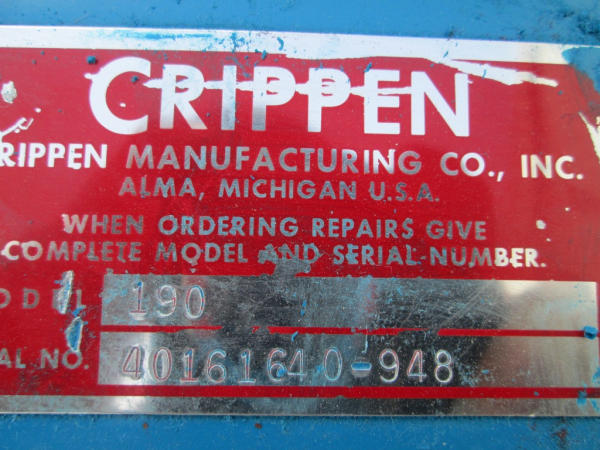 CRIPPEN
RIPPEN MANUFACTURING CO., INC.
ALMA, MICHIGAN U.S.A.
WHEN ORDERING REPAIRS GIVE
COMPLETE MODEL AND SERIAL-NUMBER.
ODEL 190
AL NO. 40161640-948